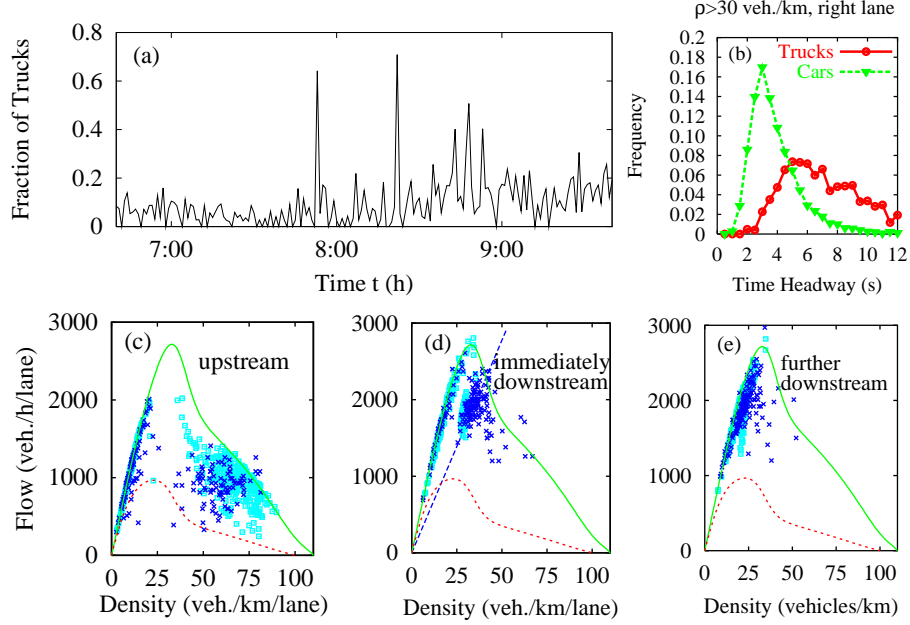 ρ>30 veh./km, right lane
(a)
Fraction of Trucks
0.8
0.6
0.4
0.2
0
7:00
8:00
9:00
Time t (h)
(b)
Trucks
Cars
Frequency
0.2
0.18
0.16
0.14
0.12
0.10
0.08
0.06
0.04
0.02
0
0
2
4
6
8
10
12
Time Headway (s)
(c)
upstream
Flow (veh./h/lane)
3000
2000
1000
0
0
25
50
75
100
Density (veh./km/lane)
(d)
immediately
downstream
3000
2000
1000
0
0
25
50
75
100
Density (veh./km/lane)
(e)
further
downstream
3000
2000
1000
0
0
25
50
75
100
Density (vehicles/km)